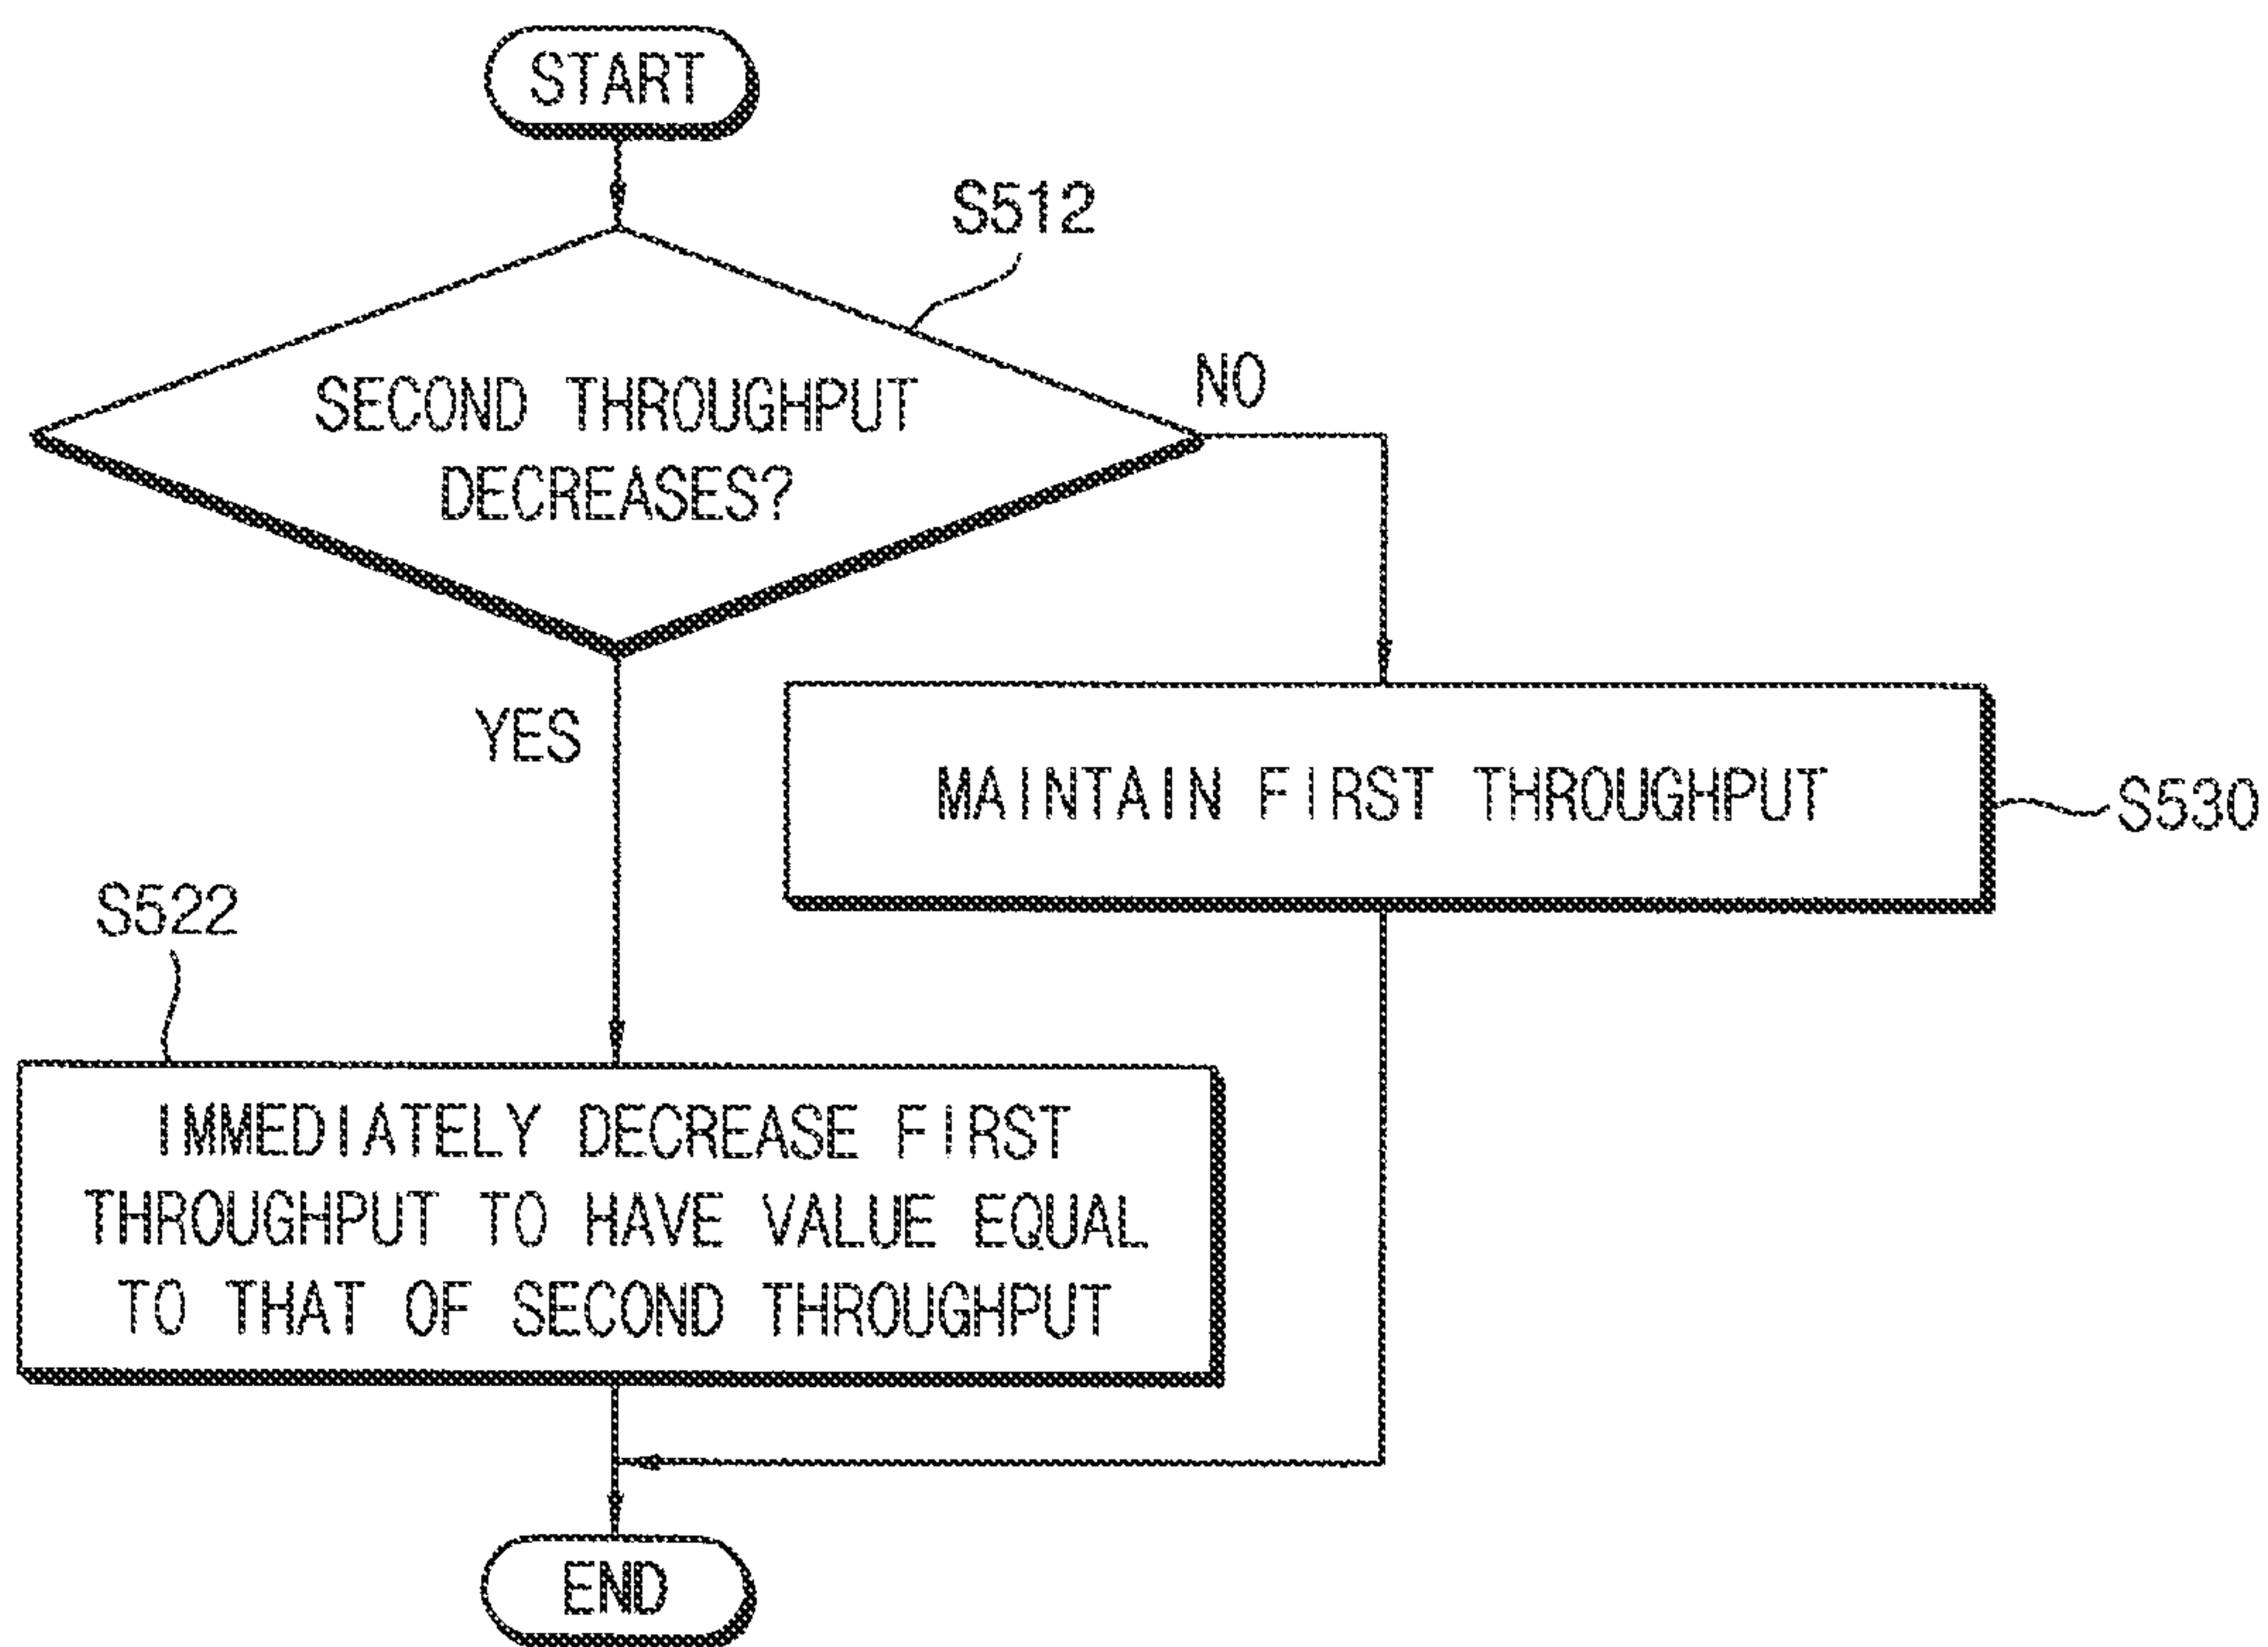 START
S512
SECOND THROUGHPUT
DECREASES?
NO
YES
MAINTAIN FIRST THROUGHPUT
S530
S522
IMMEDIATELY DECREASE FIRST
THROUGHPUT TO HAVE VALUE EQUAL
TO THAT OF SECOND THROUGHPUT
END